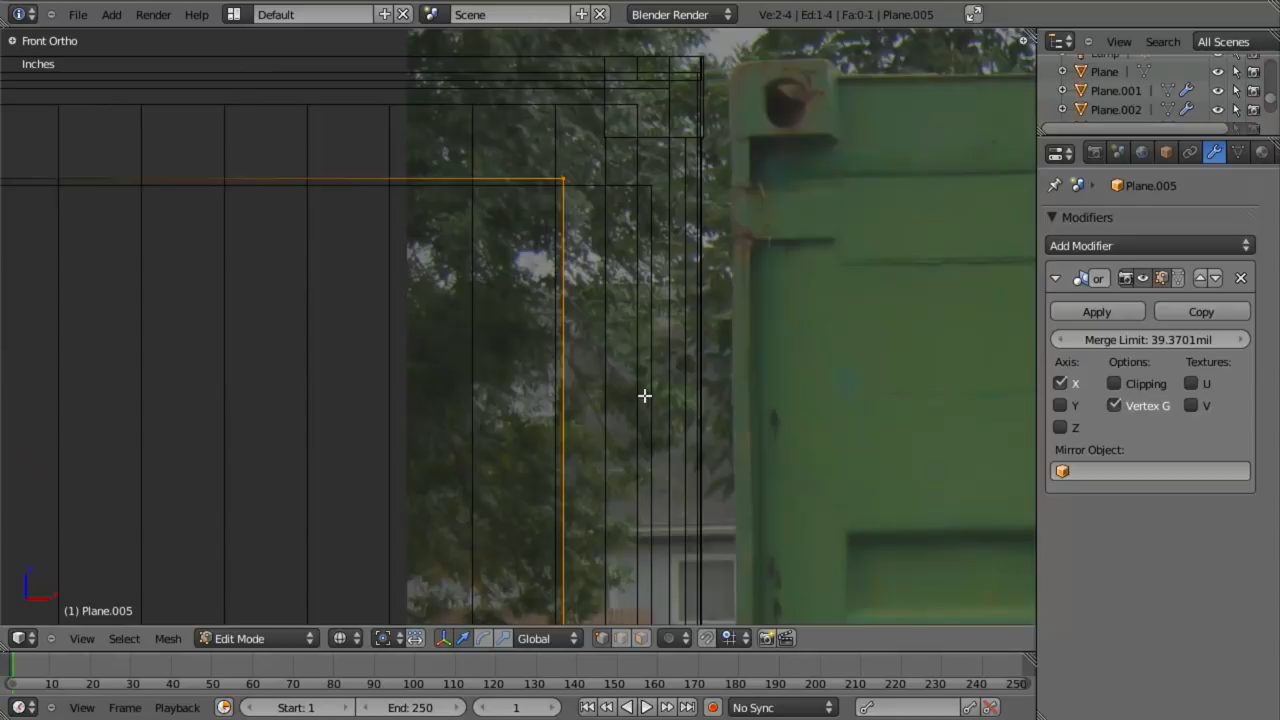 File Add Render Help Default Scene Blender Render Ve:2-4 | Ed:1-4 | Fa:0-1 | Plane.005
Front Ortho
Inches
View Search All Scenes
Plane
Plane.001
Plane.002
Plane.005
Modifiers
Add Modifier
or
Apply Copy
Merge Limit: 39.3701mil
Axis: Options: Textures:
X Clipping U
Y Vertex G V
Z
Mirror Object:
(1) Plane.005
View Select Mesh Edit Mode Global
10 20 30 40 50 60 70 80 90 100 110 120 130 140 150 160 170 180 190 200 210 220 230 240 250
View Frame Playback Start: 1 End: 250 1 No Sync